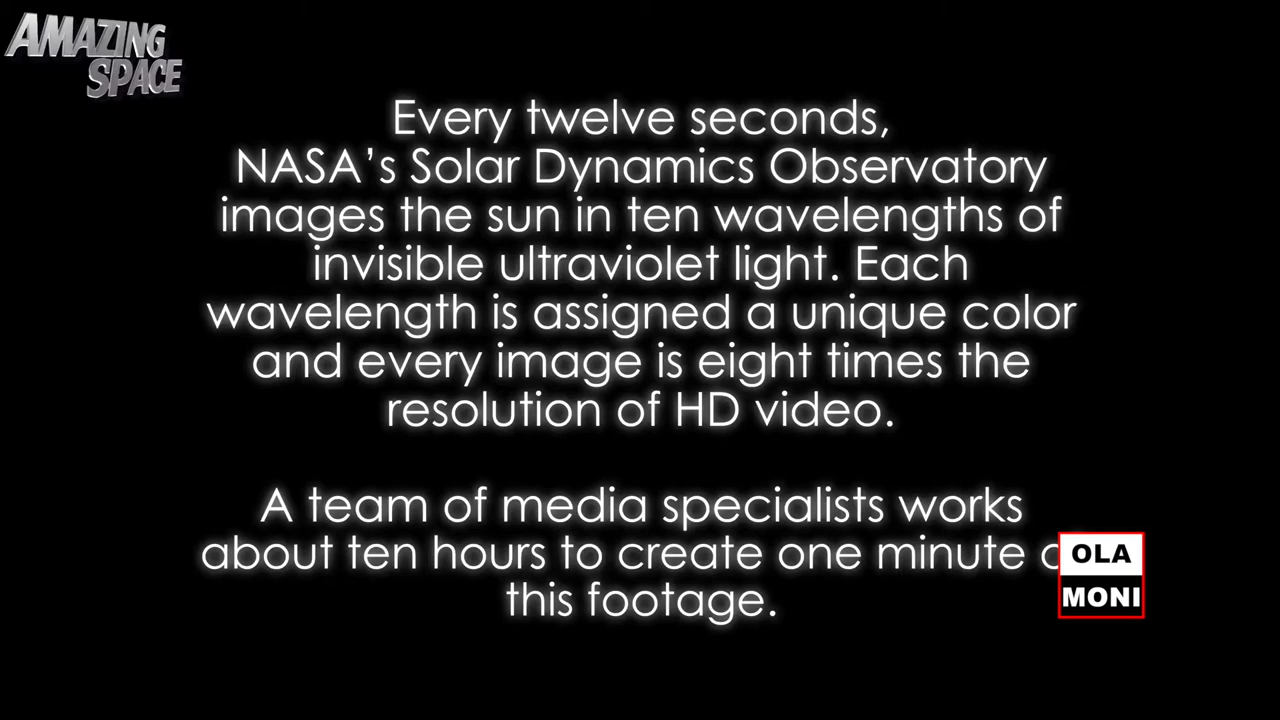 AMAZING
SPACE
Every twelve seconds,
NASA’s Solar Dynamics Observatory
images the sun in ten wavelengths of
invisible ultraviolet light. Each
wavelength is assigned a unique color
and every image is eight times the
resolution of HD video.
A team of media specialists works
about ten hours to create one minute
this footage.
OLA
MONI